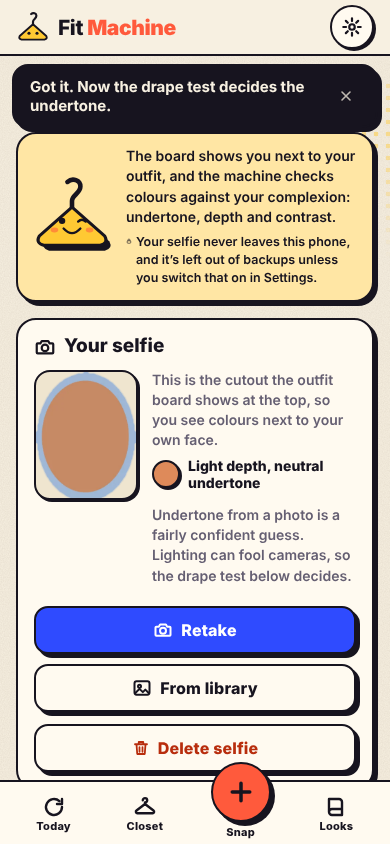 Fit Machine
Got it. Now the drape test decides the
undertone.
The board shows you next to your
outfit, and the machine checks
colours against your complexion:
undertone, depth and contrast.
Your selfie never leaves this phone,
and it’s left out of backups unless
you switch that on in Settings.
Your selfie
This is the cutout the outfit
board shows at the top, so
you see colours next to your
own face.
Light depth, neutral
undertone
Undertone from a photo is a
fairly confident guess.
Lighting can fool cameras, so
the drape test below decides.
Retake
From library
Delete selfie
Today
Closet
Snap
Looks